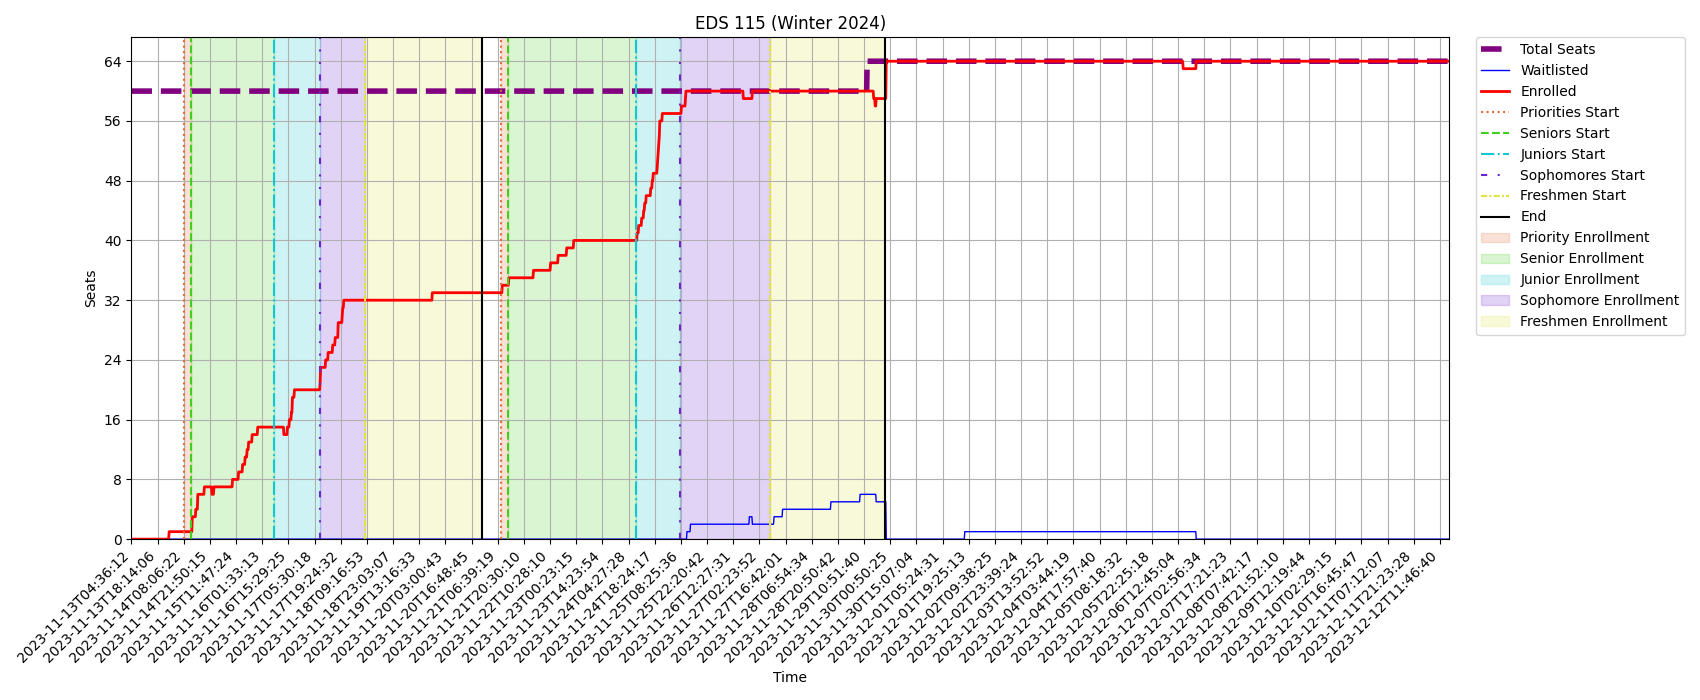 EDS 115 (Winter 2024)
Seats
64
56
48
40
32
24
16
8
0
2023-11-13T04:36:12
2023-11-13T18:14:06
2023-11-14T08:06:22
2023-11-14T21:50:15
2023-11-15T11:47:24
2023-11-16T01:33:13
2023-11-16T15:29:25
2023-11-17T05:30:18
2023-11-17T19:24:32
2023-11-18T09:16:53
2023-11-18T23:03:07
2023-11-19T13:16:33
2023-11-20T03:00:43
2023-11-20T16:48:45
2023-11-21T06:39:19
2023-11-21T20:30:10
2023-11-22T10:28:10
2023-11-23T00:23:15
2023-11-23T14:23:54
2023-11-24T04:27:28
2023-11-24T18:24:17
2023-11-25T08:25:36
2023-11-25T22:20:42
2023-11-26T12:27:31
2023-11-27T02:23:52
2023-11-27T16:42:01
2023-11-28T06:54:34
2023-11-28T20:50:42
2023-11-29T10:51:40
2023-11-30T00:50:25
2023-11-30T15:07:04
2023-12-01T05:24:31
2023-12-01T19:25:13
2023-12-02T09:38:25
2023-12-02T23:39:24
2023-12-03T13:52:52
2023-12-04T03:44:19
2023-12-04T17:57:40
2023-12-05T08:18:32
2023-12-05T22:25:18
2023-12-06T12:45:04
2023-12-07T02:56:34
2023-12-07T17:21:23
2023-12-08T07:42:17
2023-12-08T21:52:10
2023-12-09T12:19:44
2023-12-10T02:29:15
2023-12-10T16:45:47
2023-12-11T07:12:07
2023-12-11T21:23:28
2023-12-12T11:46:40
Time
Total Seats
Waitlisted
Enrolled
Priorities Start
Seniors Start
Juniors Start
Sophomores Start
Freshmen Start
End
Priority Enrollment
Senior Enrollment
Junior Enrollment
Sophomore Enrollment
Freshmen Enrollment